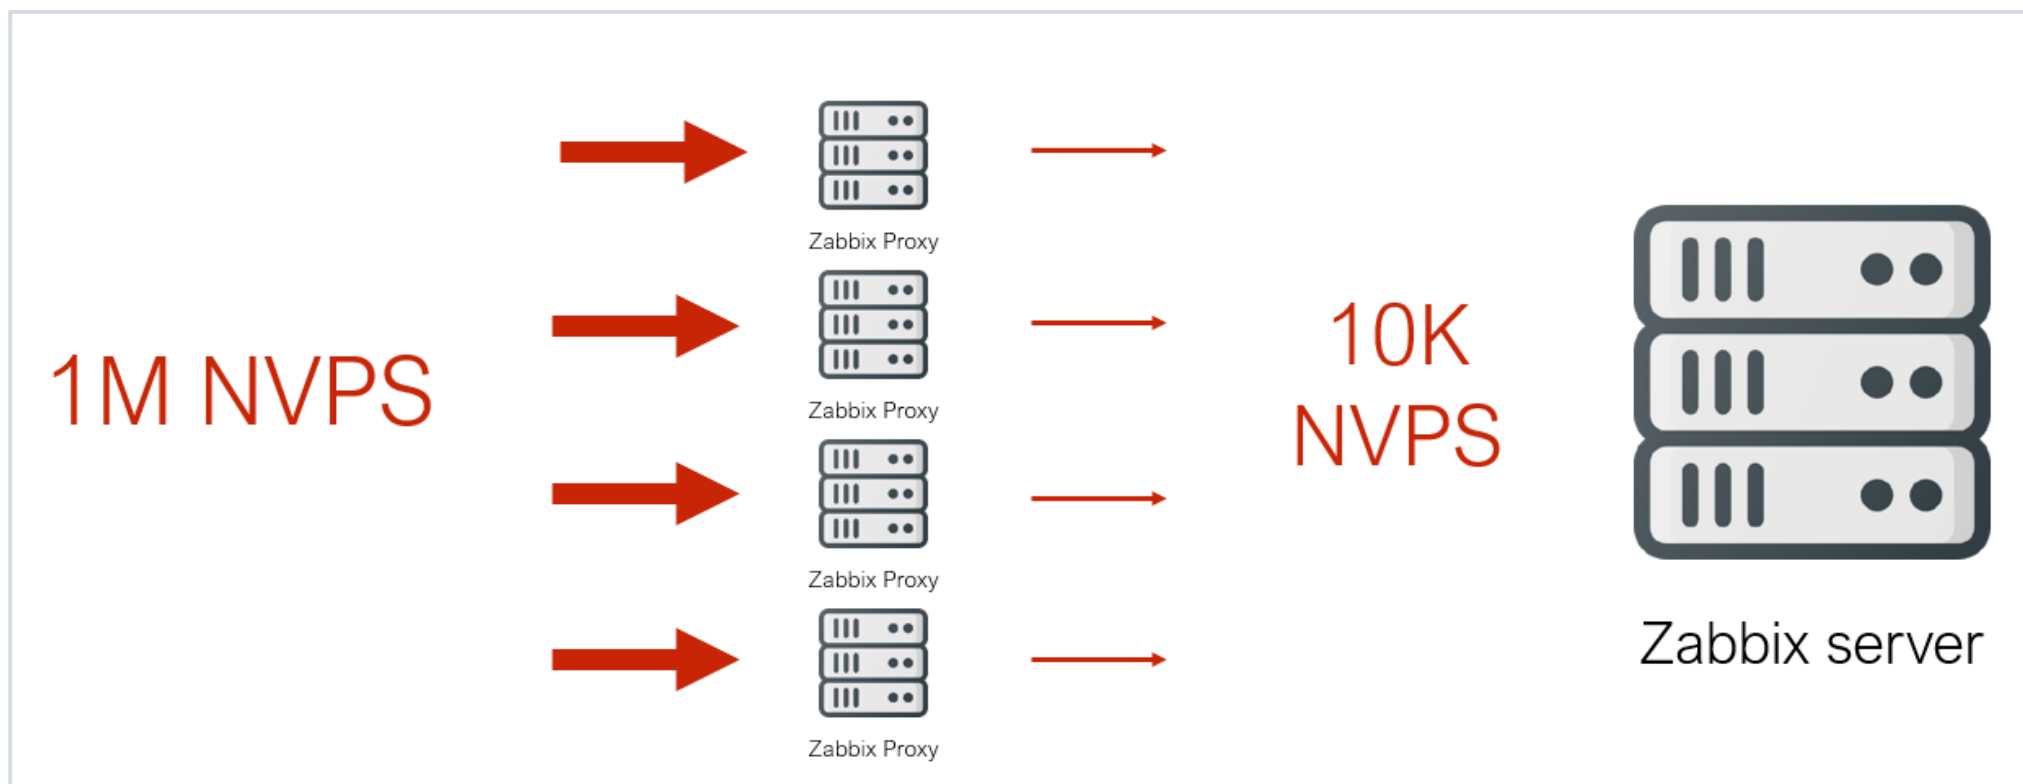 1M NVPS
Zabbix Proxy
Zabbix Proxy
Zabbix Proxy
Zabbix Proxy
10K
NVPS
Zabbix server